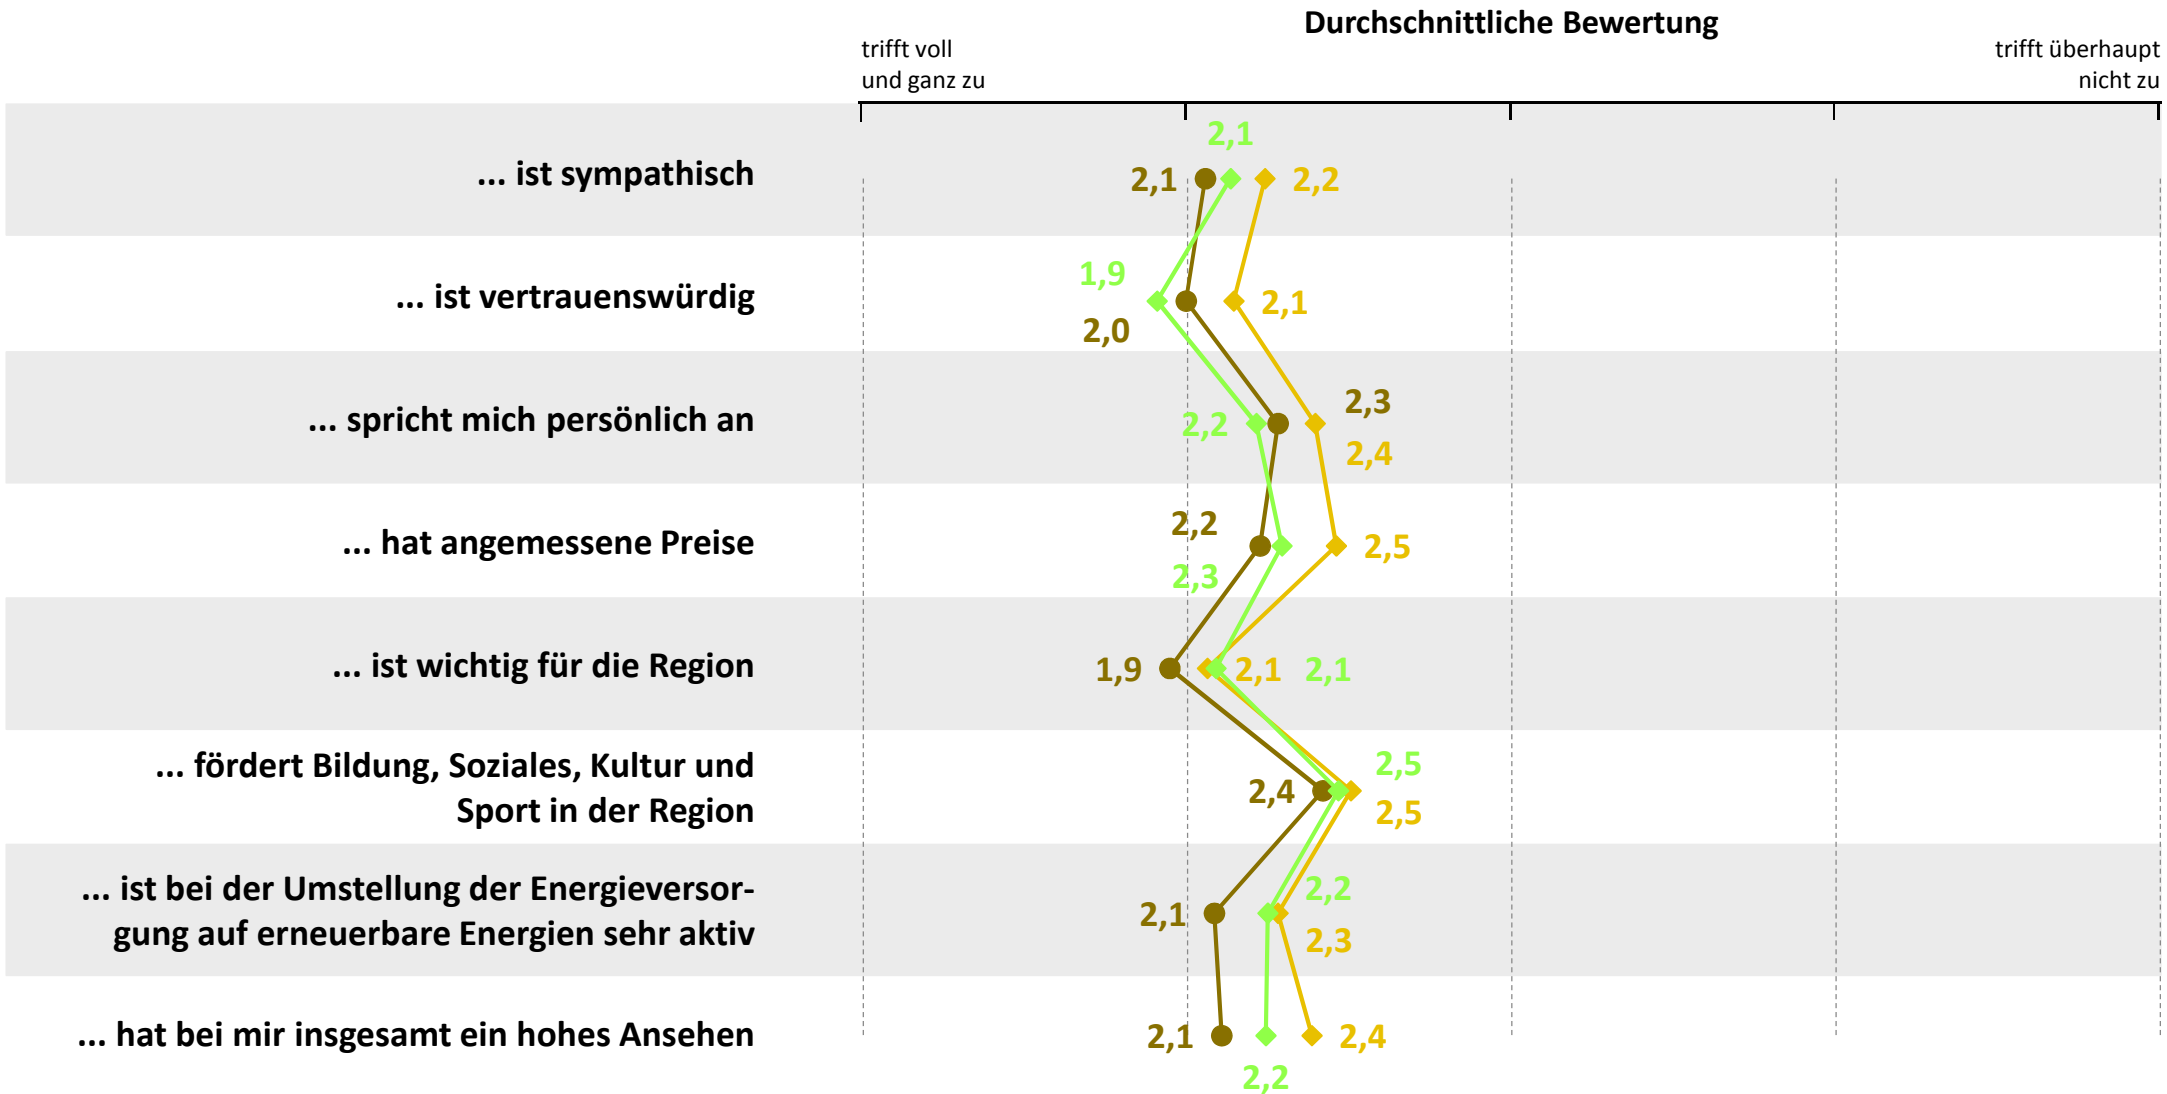 Durchschnittliche Bewertung
trifft voll
und ganz zu
trifft überhaupt
nicht zu
2,1
... ist sympathisch
2,1
2,2
1,9
... ist vertrauenswürdig
2,1
2,0
2,3
... spricht mich persönlich an
2,2
2,4
2,2
... hat angemessene Preise
2,5
2,3
... ist wichtig für die Region
1,9
2,1
2,1
... fördert Bildung, Soziales, Kultur und
Sport in der Region
2,5
2,4
2,5
... ist bei der Umstellung der Energieversor-
gung auf erneuerbare Energien sehr aktiv
2,2
2,1
2,3
... hat bei mir insgesamt ein hohes Ansehen
2,1
2,4
2,2